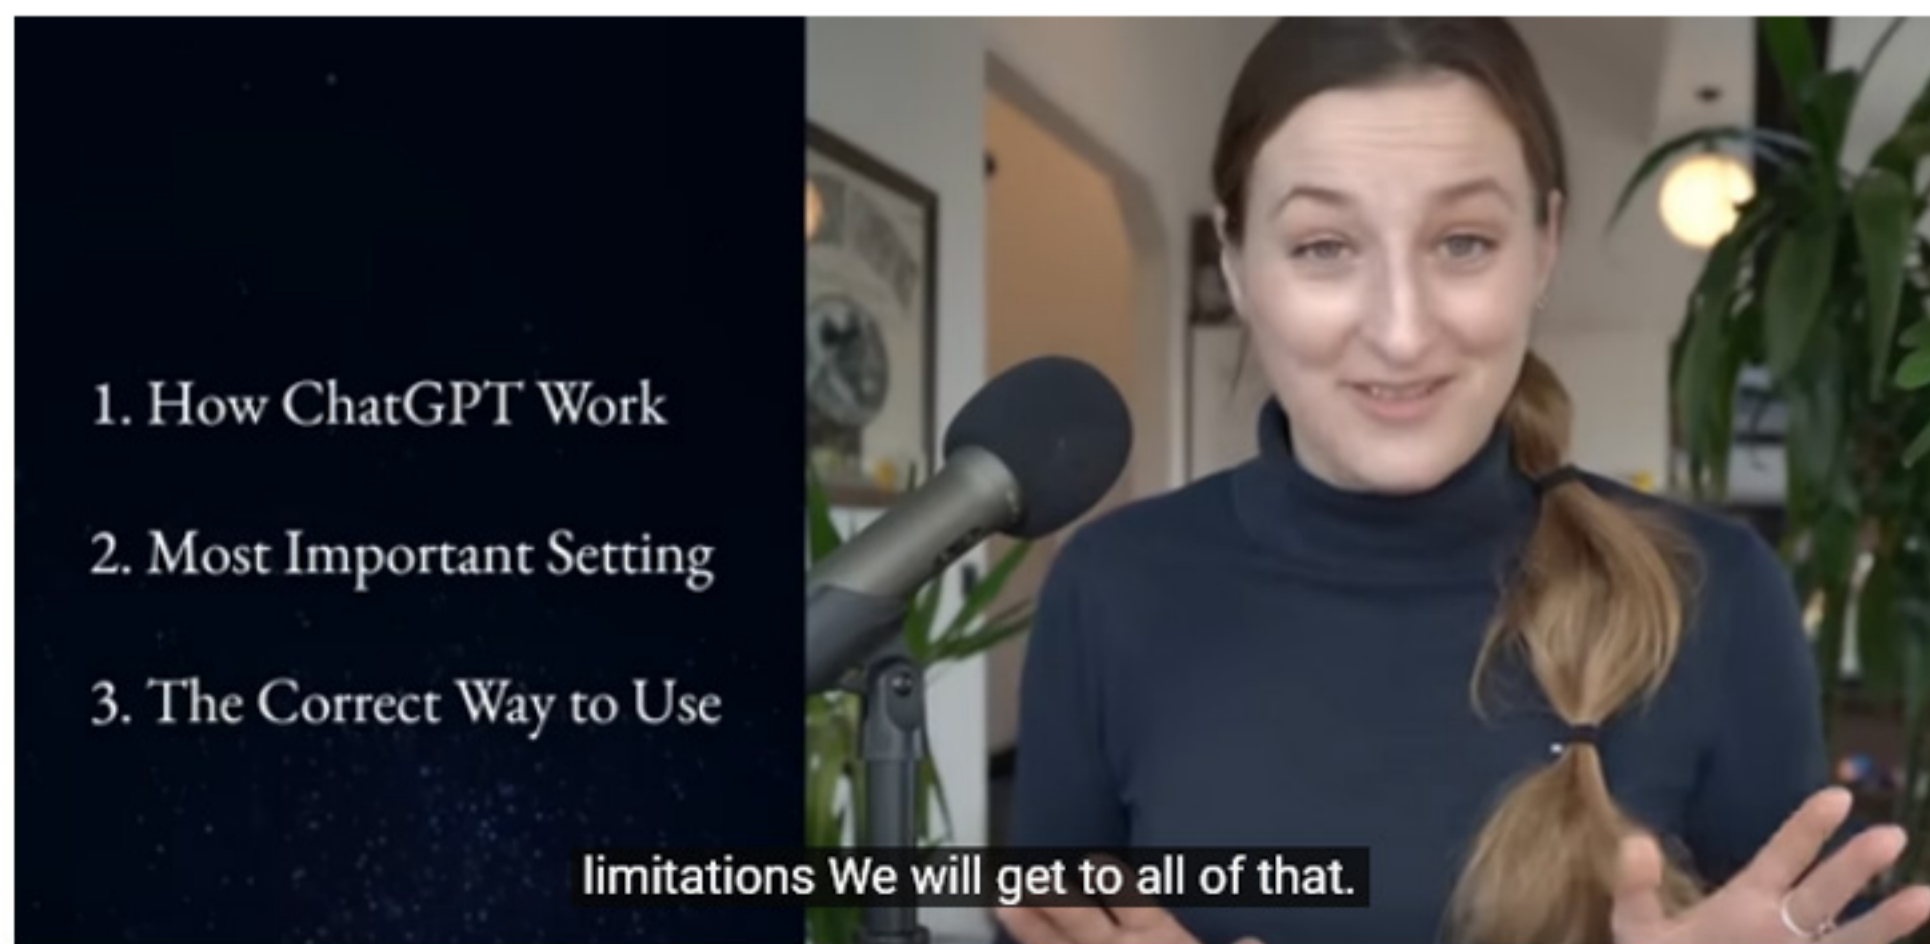 1. How ChatGPT Work
2. Most Important Setting
3. The Correct Way to Use
limitations We will get to all of that.